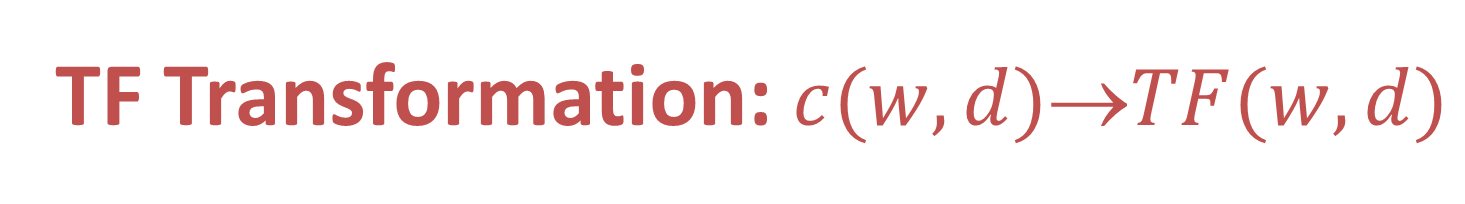 TF Transformation: c(w, d)→TF(w, d)